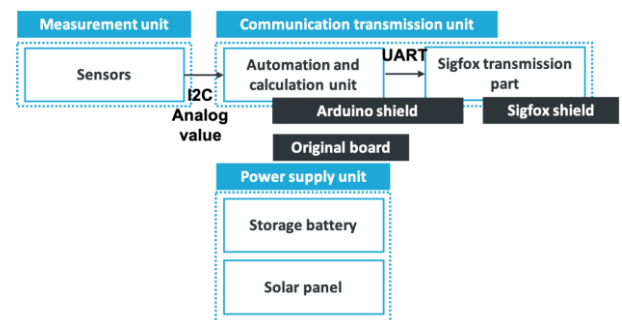 Measurement unit
Communication transmission unit
Sensors
I2C
Analog
value
Automation and
calculation unit
UART
Sigfox transmission
part
Arduino shield
Sigfox shield
Original board
Power supply unit
Storage battery
Solar panel